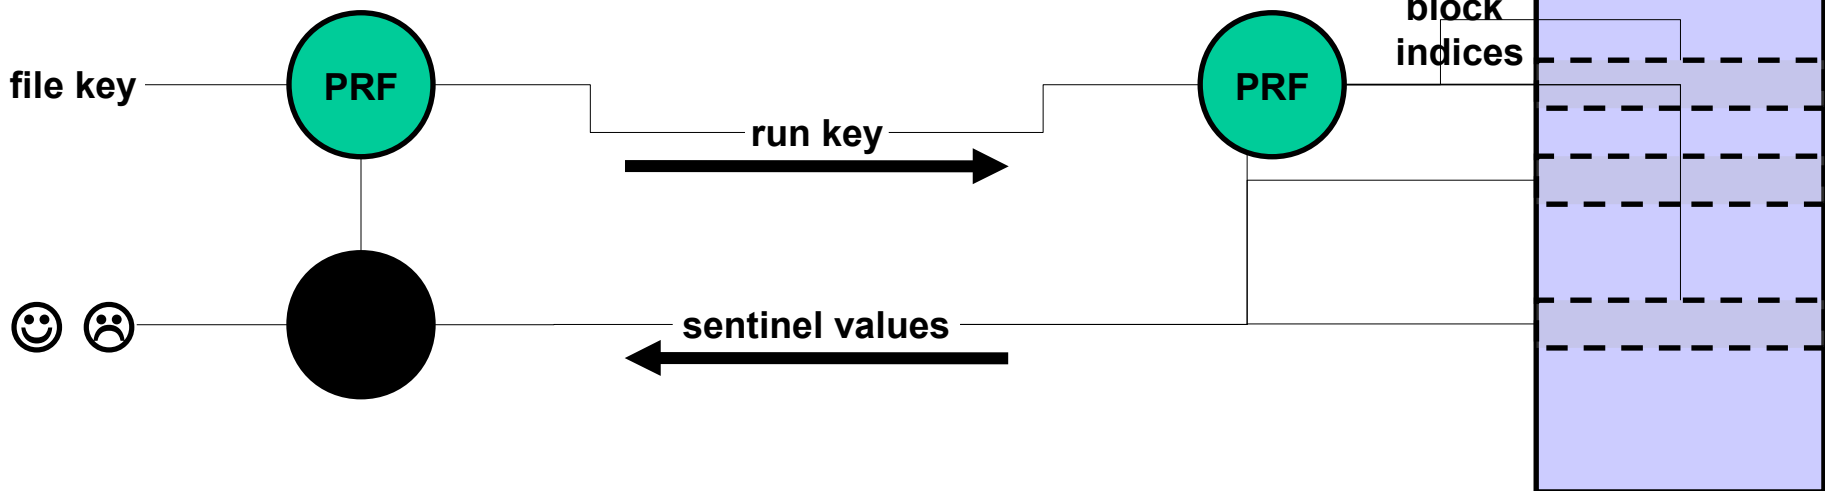 block
indices
file key
PRF
PRF
run key
sentinel values